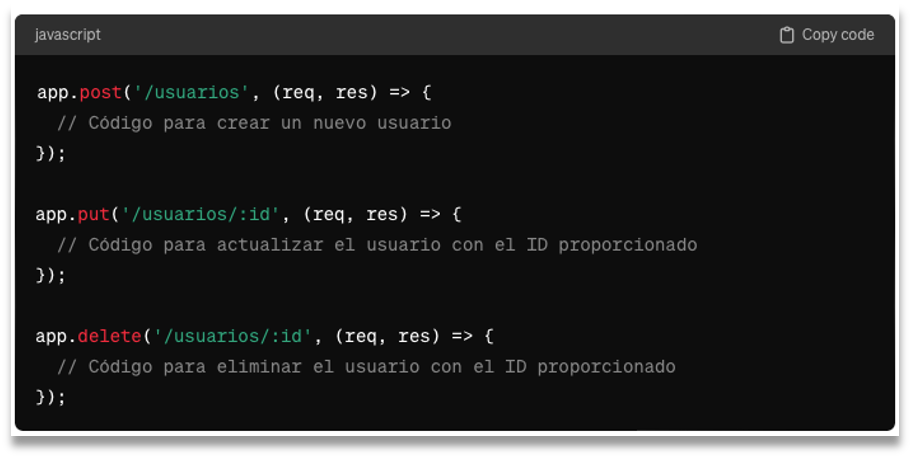 javascript
Copy code
app.post('/usuarios', (req, res) => {
  // Código para crear un nuevo usuario
});
app.put('/usuarios/:id', (req, res) => {
  // Código para actualizar el usuario con el ID proporcionado
});
app.delete('/usuarios/:id', (req, res) => {
  // Código para eliminar el usuario con el ID proporcionado
});